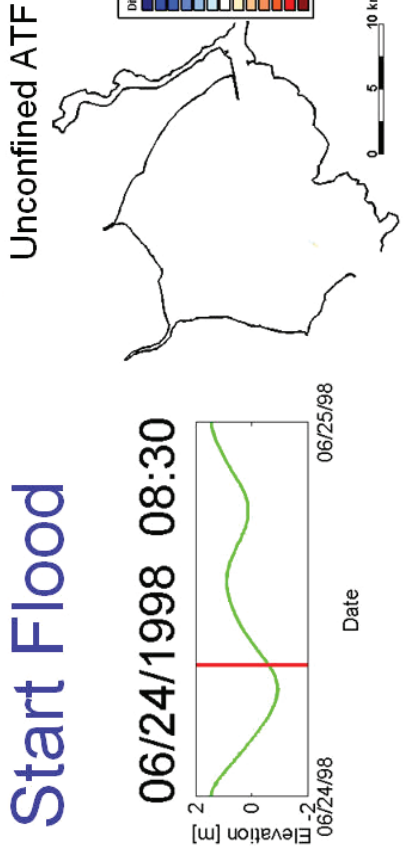 Start Flood
Unconfined ATF
06/24/1998 08:30
Elevation [m]
2
0
-2
06/24/98
06/25/98
Date
0 5 10 km